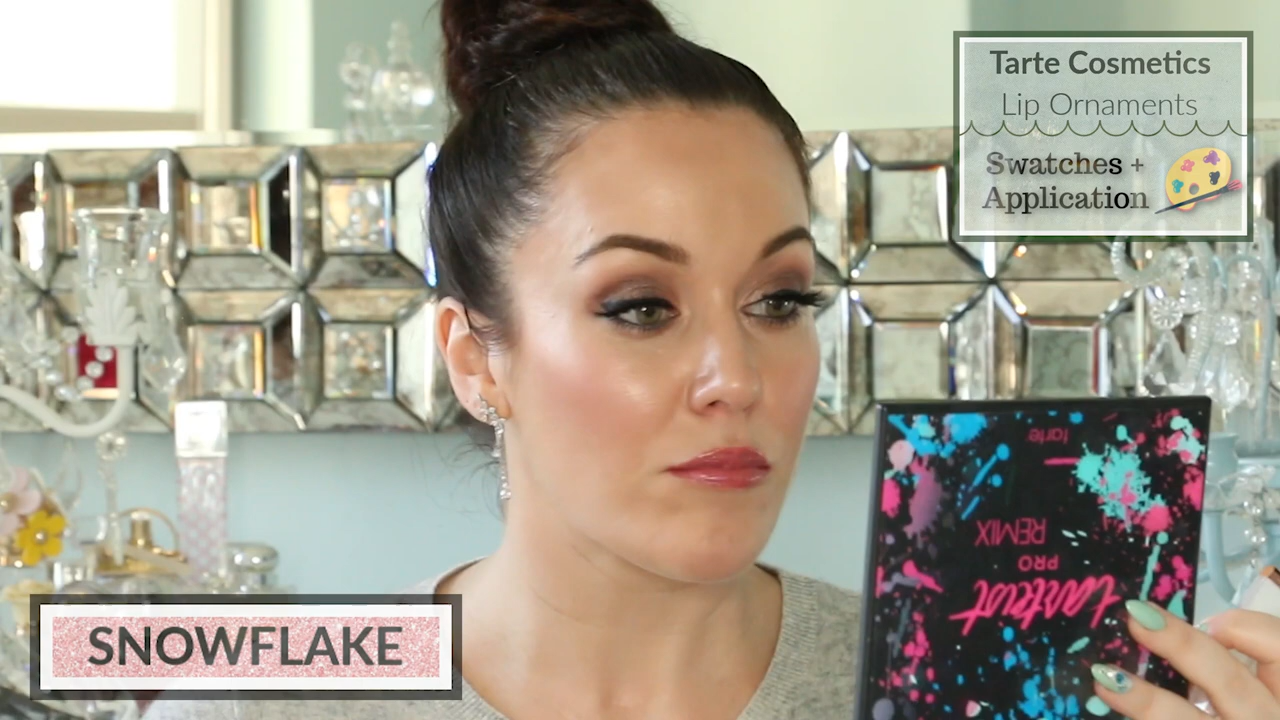 Tarte Cosmetics
Lip Ornaments
Swatches +
Application
tarte
REMIX
PRO
tarteist
SNOWFLAKE